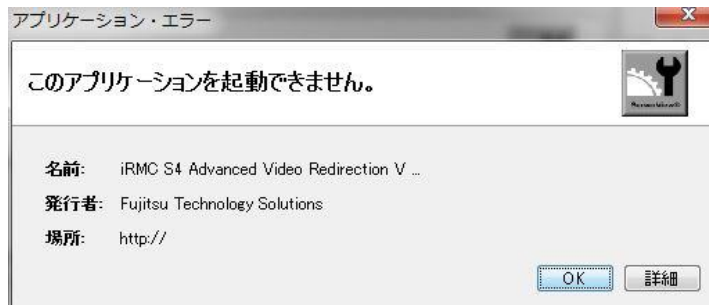 アプリケーション・エラー
このアプリケーションを起動できません。
名前: iRMC S4 Advanced Video Redirection V ...
発行者: Fujitsu Technology Solutions
場所: http://
OK 詳細